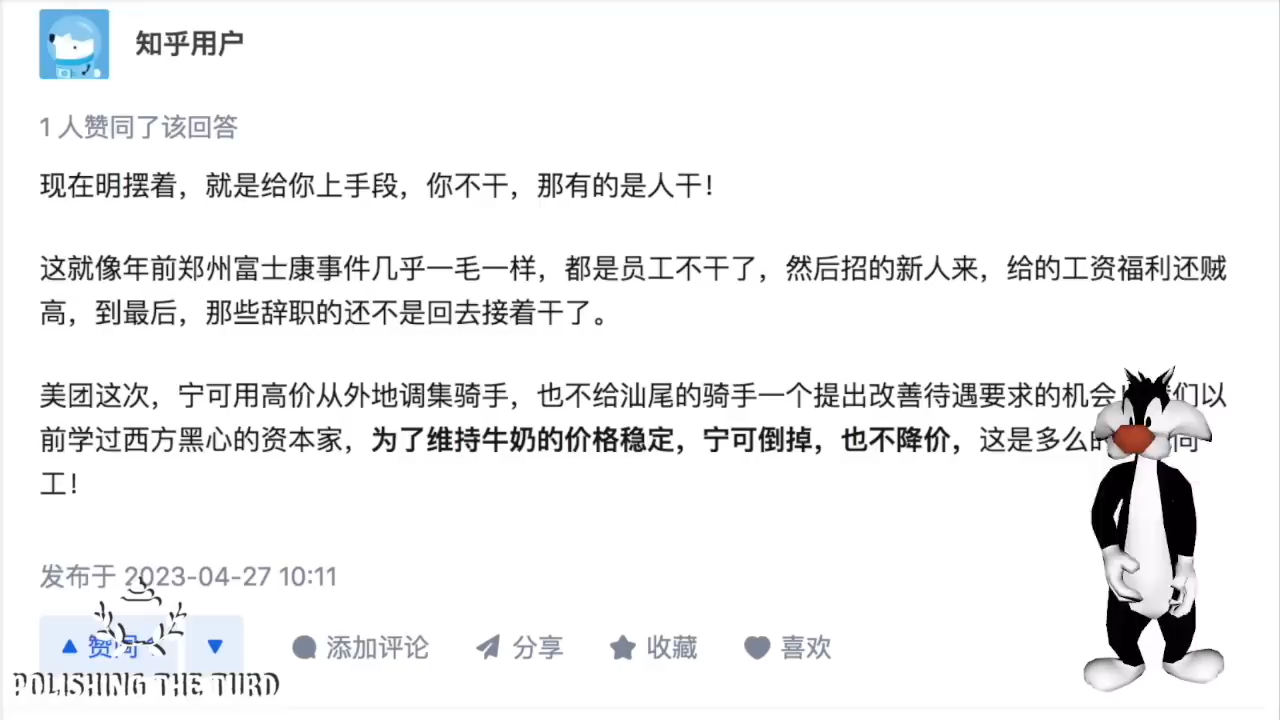 知乎用户
1 人赞同了该回答
现在明摆着，就是给你上手段，你不干，那有的是人干！
这就像年前郑州富士康事件几乎一毛一样，都是员工不干了，然后招的新人来，给的工资福利还贼
高，到最后，那些辞职的还不是回去接着干了。
美团这次，宁可用高价从外地调集骑手，也不给汕尾的骑手一个提出改善待遇要求的机会！们以
前学过西方黑心的资本家，为了维持牛奶的价格稳定，宁可倒掉，也不降价，这是多么的同
工！
发布于 2023-04-27 10:11
赞同 添加评论 分享 收藏 喜欢
POLISHING THE TURD